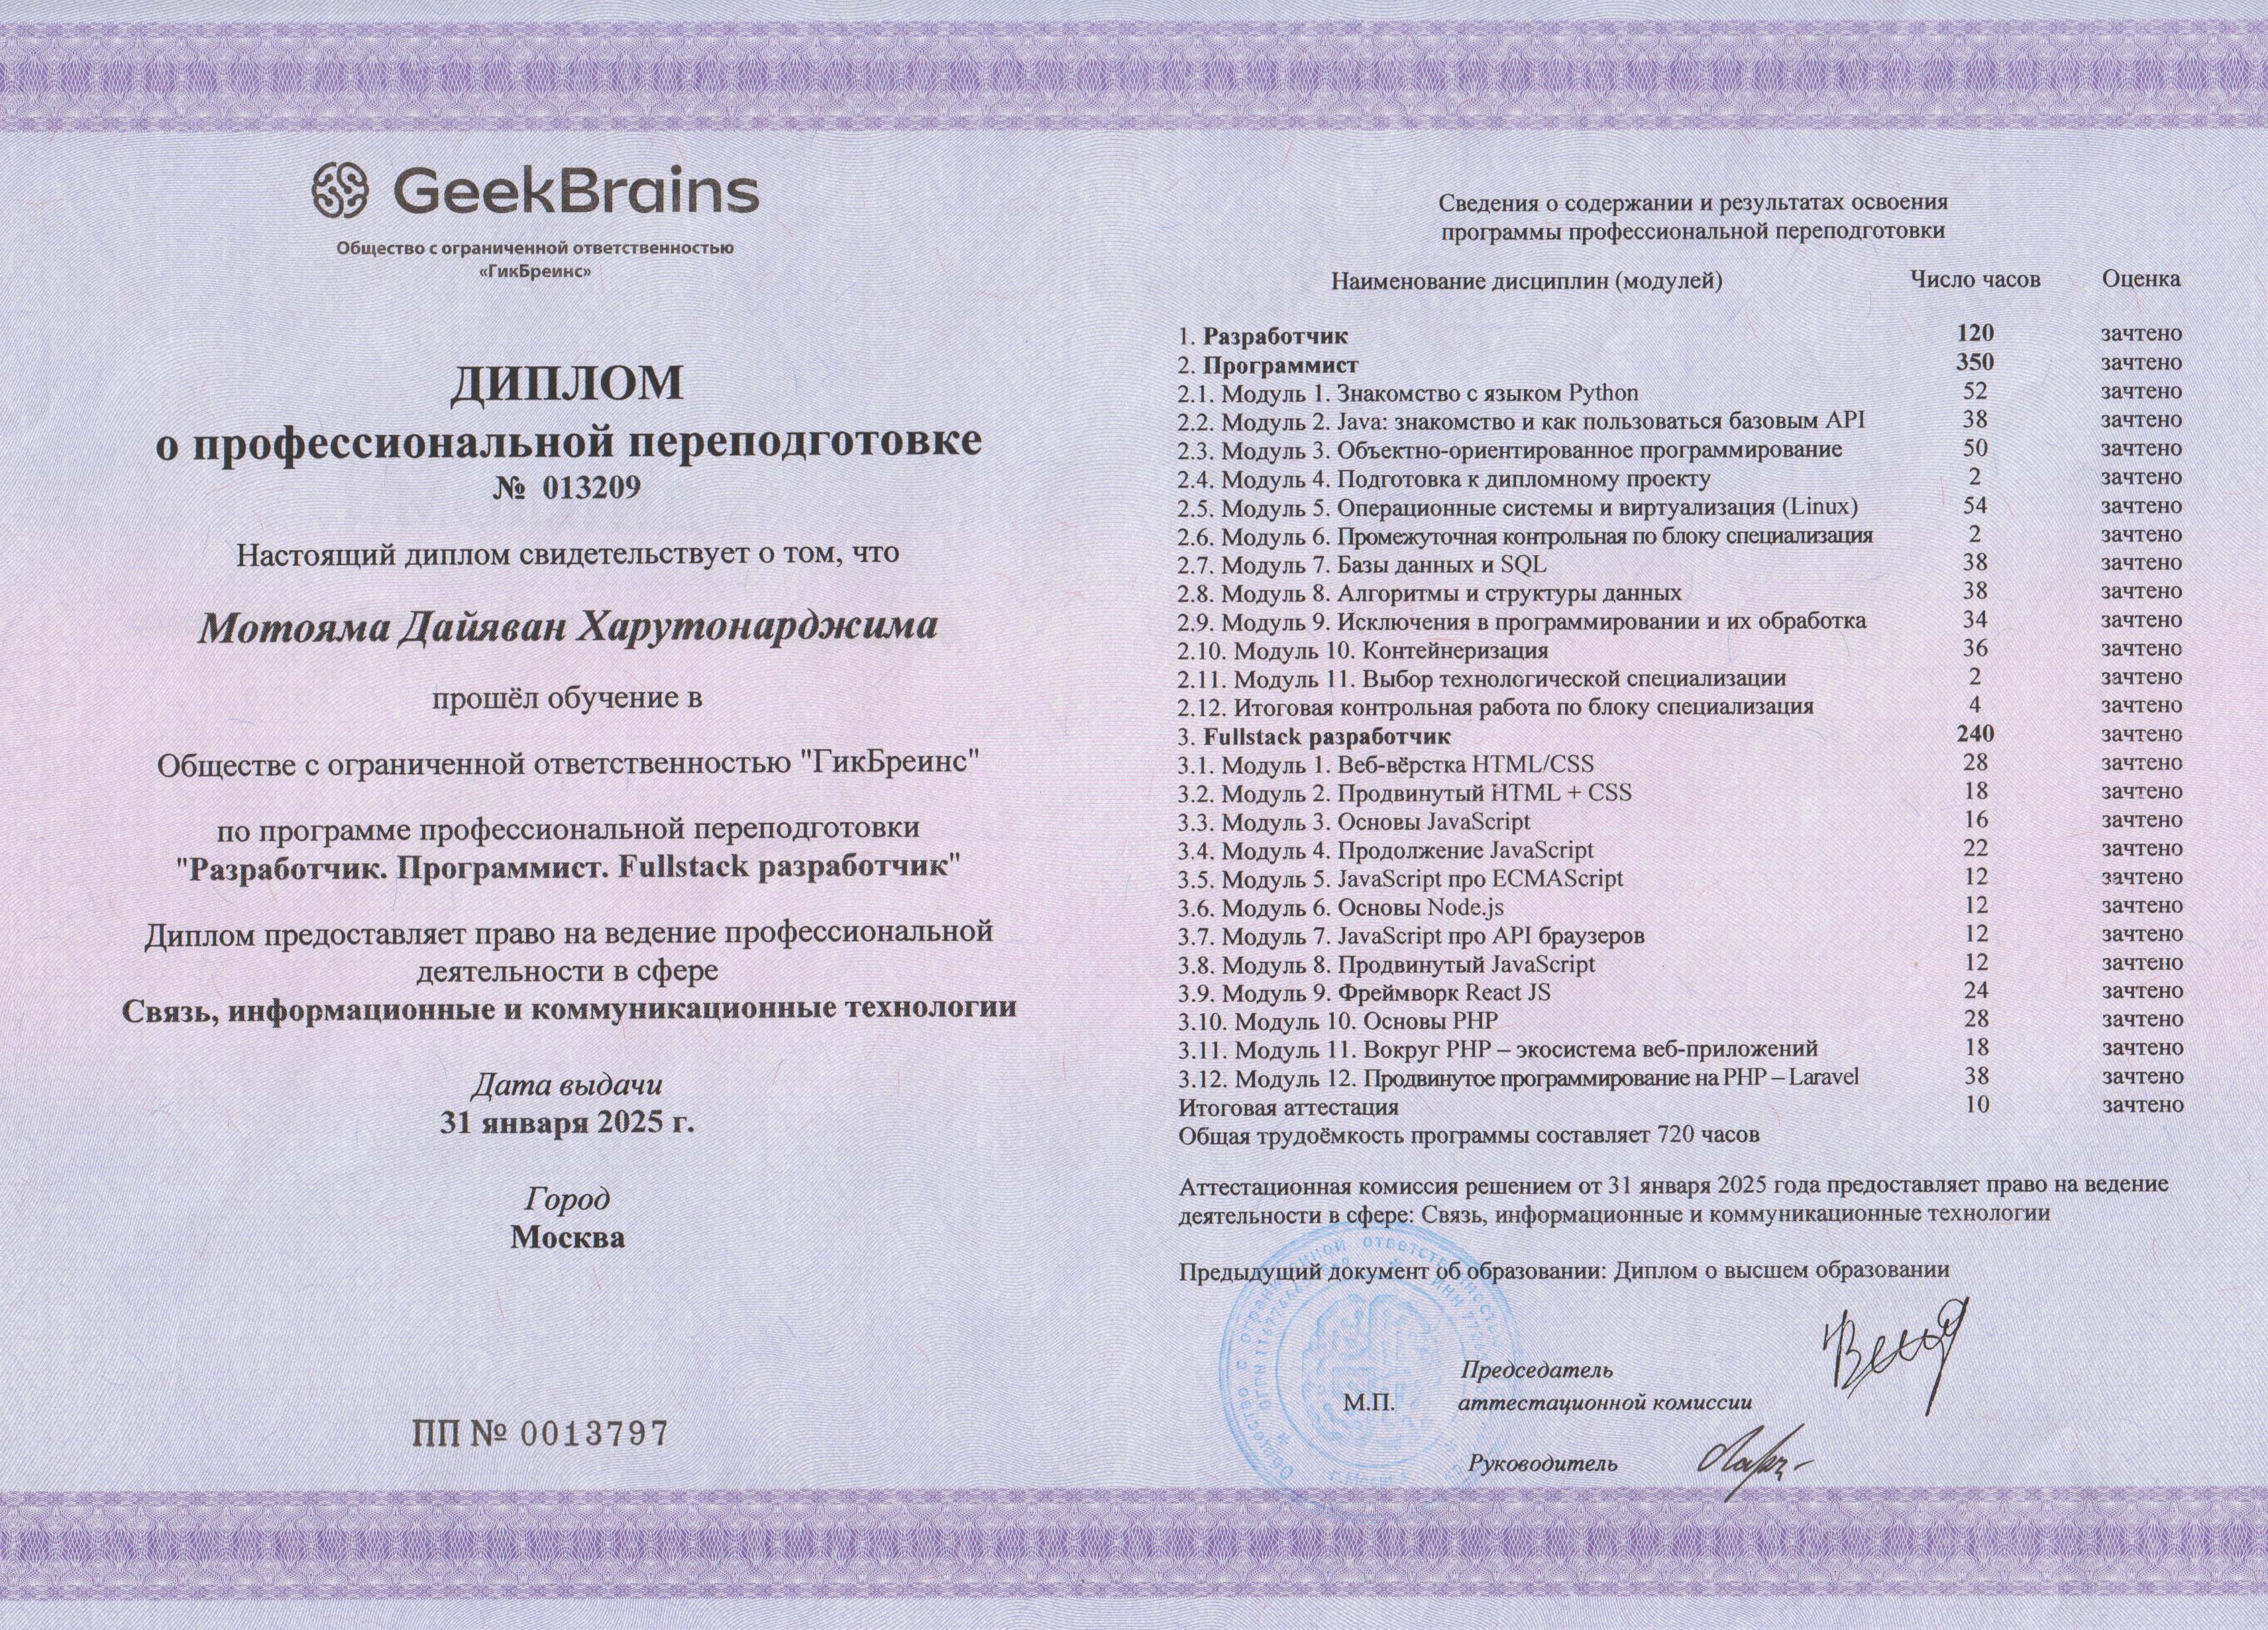 GeekBrains
Общество с ограниченной ответственностью
«ГикБреинс»
ДИПЛОМ
о профессиональной переподготовке
№ 013209
Настоящий диплом свидетельствует о том, что
Мотояма Дайяван Харутонарджима
прошёл обучение в
Обществе с ограниченной ответственностью "ГикБреинс"
по программе профессиональной переподготовки
"Разработчик. Программист. Fullstack разработчик"
Диплом предоставляет право на ведение профессиональной
деятельности в сфере
Связь, информационные и коммуникационные технологии
Дата выдачи
31 января 2025 г.
Город
Москва
ПП № 0013797
Сведения о содержании и результатах освоения
программы профессиональной переподготовки
Наименование дисциплин (модулей) Число часов Оценка
1. Разработчик 120 зачтено
2. Программист 350 зачтено
2.1. Модуль 1. Знакомство с языком Python 52 зачтено
2.2. Модуль 2. Java: знакомство и как пользоваться базовым API 38 зачтено
2.3. Модуль 3. Объектно-ориентированное программирование 50 зачтено
2.4. Модуль 4. Подготовка к дипломному проекту 2 зачтено
2.5. Модуль 5. Операционные системы и виртуализация (Linux) 54 зачтено
2.6. Модуль 6. Промежуточная контрольная по блоку специализация 2 зачтено
2.7. Модуль 7. Базы данных и SQL 38 зачтено
2.8. Модуль 8. Алгоритмы и структуры данных 38 зачтено
2.9. Модуль 9. Исключения в программировании и их обработка 34 зачтено
2.10. Модуль 10. Контейнеризация 36 зачтено
2.11. Модуль 11. Выбор технологической специализации 2 зачтено
2.12. Итоговая контрольная работа по блоку специализация 4 зачтено
3. Fullstack разработчик 240 зачтено
3.1. Модуль 1. Веб-вёрстка HTML/CSS 28 зачтено
3.2. Модуль 2. Продвинутый HTML + CSS 18 зачтено
3.3. Модуль 3. Основы JavaScript 16 зачтено
3.4. Модуль 4. Продолжение JavaScript 22 зачтено
3.5. Модуль 5. JavaScript про ECMAScript 12 зачтено
3.6. Модуль 6. Основы Node.js 12 зачтено
3.7. Модуль 7. JavaScript про API браузеров 12 зачтено
3.8. Модуль 8. Продвинутый JavaScript 12 зачтено
3.9. Модуль 9. Фреймворк React JS 24 зачтено
3.10. Модуль 10. Основы PHP 28 зачтено
3.11. Модуль 11. Вокруг PHP – экосистема веб-приложений 18 зачтено
3.12. Модуль 12. Продвинутое программирование на PHP – Laravel 38 зачтено
Итоговая аттестация 10 зачтено
Общая трудоёмкость программы составляет 720 часов
Аттестационная комиссия решением от 31 января 2025 года предоставляет право на ведение
деятельности в сфере: Связь, информационные и коммуникационные технологии
Предыдущий документ об образовании: Диплом о высшем образовании
Председатель
М.П. аттестационной комиссии
Руководитель
Общество с ограниченной ответственностью
г. Москва